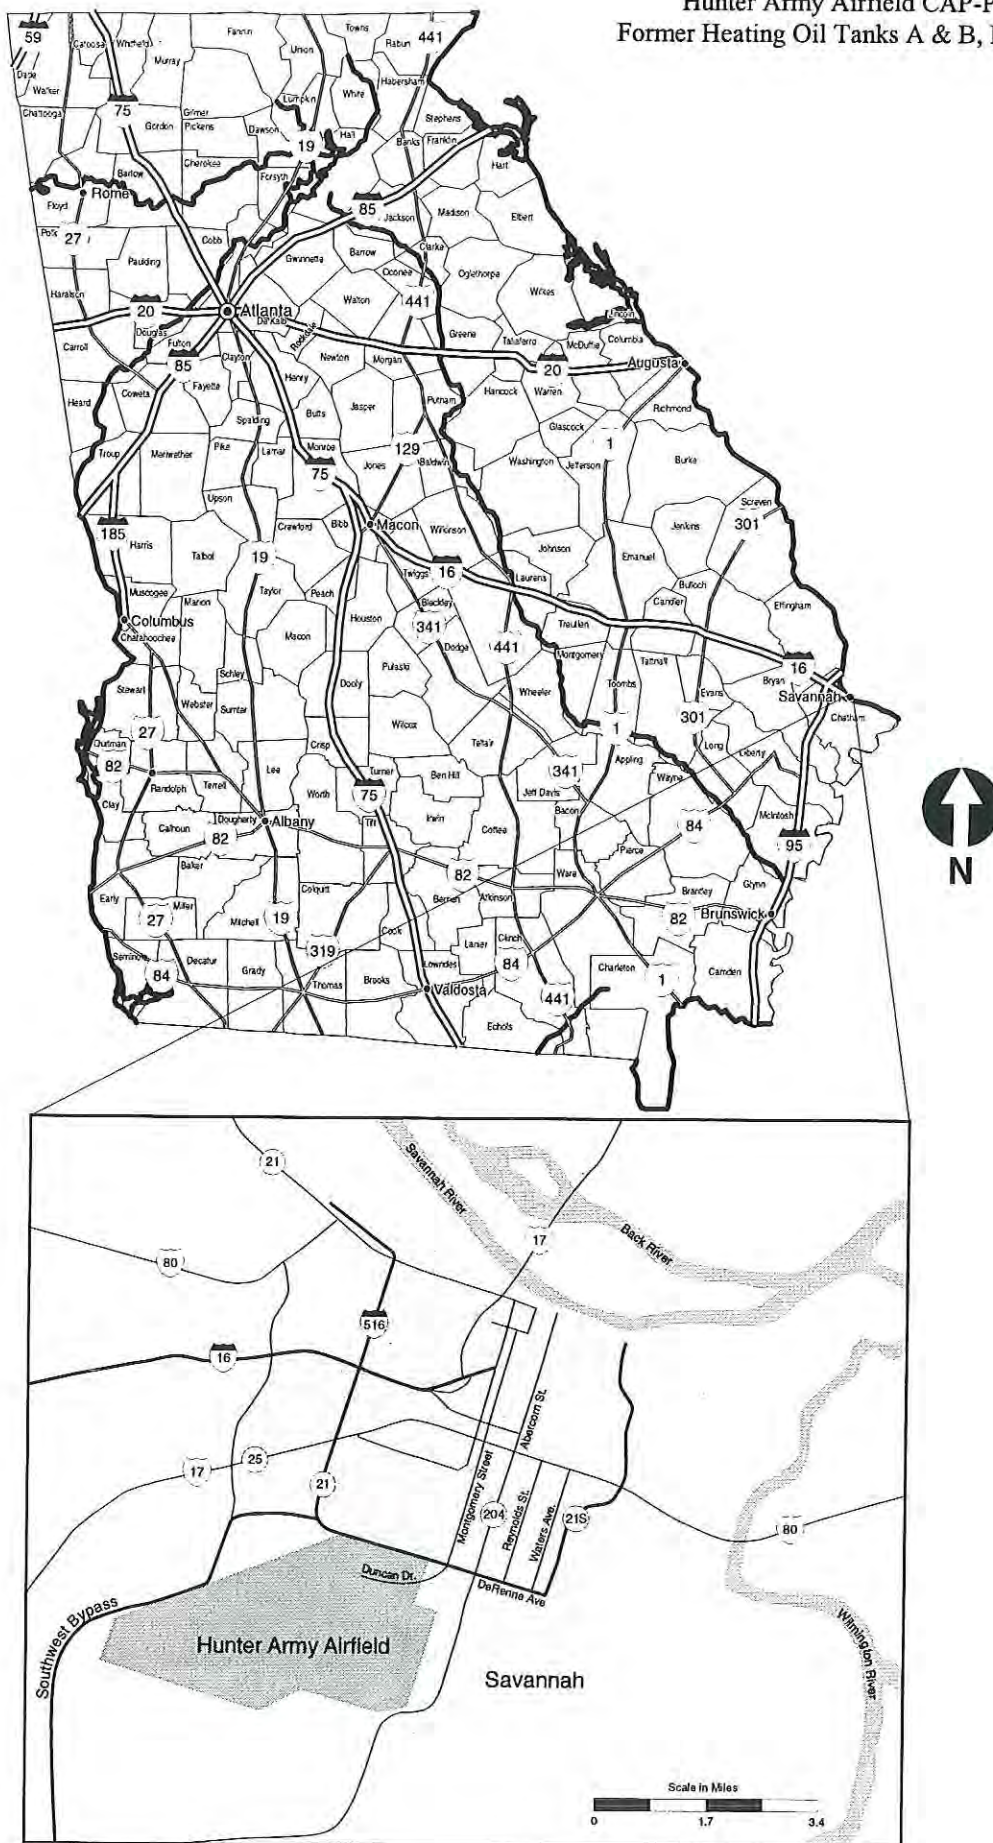 Hunter Army Airfield CAP-P
Former Heating Oil Tanks A & B,
59
Catoosa
Whitfield
Fannin
Towns
Union
Rabun
441
Dade
Walker
Murray
Habersham
Chattooga
75
Gilmer
Lumpkin
White
Stephens
Gordon
Pickens
Dawson
19
Hall
Banks
Franklin
Bartow
Cherokee
Forsyth
Hart
Floyd
Rome
85
Jackson
Madison
Elbert
Polk
27
Paulding
Cobb
Gwinnette
Barrow
Clarke
Oconee
Oglethorpe
Wilkes
Haralson
20
Atlanta
De Kalb
Walton
441
Lincoln
Douglas
Fulton
Rockdale
Greene
Taliaferro
McDuffie
Columbia
Carroll
85
Clayton
Newton
Morgan
20
Augusta
Heard
Coweta
Fayette
Henry
Butts
Jasper
Putnam
Hancock
Warren
Richmond
Spalding
Glascock
Troup
Meriwether
Pike
Lamar
Monroe
75
Jones
129
Baldwin
Washington
Jefferson
1
Burke
Upson
Screven
185
Harris
Talbot
Crawford
Bibb
Macon
Wilkinson
Jenkins
301
19
Johnson
Emanuel
Twiggs
16
Laurens
Muscogee
Marion
Taylor
Peach
Bleckley
Candler
Bulloch
Effingham
Columbus
Chatahoochee
Macon
Houston
341
Dodge
441
Treutlen
Montgomery
Tattnall
16
Bryan
Stewart
Webster
Schley
Sumter
Dooly
Pulaski
Wheeler
Toombs
Evans
Savannah
Chatham
27
Wilcox
1
301
Quitman
82
Crisp
Telfair
341
Appling
Long
Liberty
Clay
Randolph
Terrell
Lee
Worth
Turner
75
Ben Hill
Jeff Davis
Wayne
Calhoun
82
Dougherty
Albany
Tift
Irwin
Coffee
Bacon
84
McIntosh
95
Baker
Pierce
Early
Colquitt
82
Berrien
Atkinson
Ware
Brantley
Glynn
27
Miller
Mitchell
19
82
Brunswick
319
Cook
Lanier
Clinch
Seminole
84
Decatur
Grady
Thomas
Brooks
Lowndes
84
Charleton
1
Camden
Valdosta
441
Echols
N
21
Savannah River
17
Back River
80
516
16
Abercorn St.
17
25
21
Montgomery Street
204
Reynolds St.
Waters Ave.
21S
80
Duncan Dr.
DeRenne Ave
Southwest Bypass
Hunter Army Airfield
Savannah
Wilmington River
Scale in Miles
0 1.7 3.4